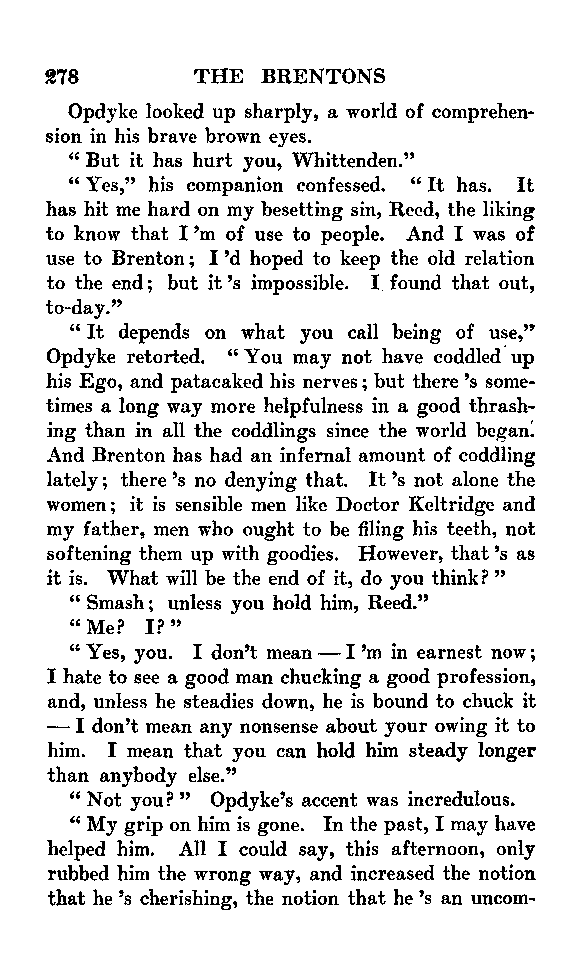 278 THE BRENTONS
Opdyke looked up sharply, a world of comprehen-
sion in his brave brown eyes.
“ But it has hurt you, Whittenden.”
“ Yes,” his companion confessed. “ It has. It
has hit me hard on my besetting sin, Reed, the liking
to know that I ’m of use to people. And I was of
use to Brenton; I ’d hoped to keep the old relation
to the end; but it ’s impossible. I found that out,
to-day.”
“ It depends on what you call being of use,”
Opdyke retorted. “ You may not have coddled up
his Ego, and patacaked his nerves; but there ’s some-
times a long way more helpfulness in a good thrash-
ing than in all the coddlings since the world began.
And Brenton has had an infernal amount of coddling
lately; there ’s no denying that. It ’s not alone the
women; it is sensible men like Doctor Keltridge and
my father, men who ought to be filing his teeth, not
softening them up with goodies. However, that ’s as
it is. What will be the end of it, do you think? ”
“ Smash; unless you hold him, Reed.”
“ Me? I? ”
“ Yes, you. I don’t mean — I ’m in earnest now;
I hate to see a good man chucking a good profession,
and, unless he steadies down, he is bound to chuck it
— I don’t mean any nonsense about your owing it to
him. I mean that you can hold him steady longer
than anybody else.”
“ Not you? ” Opdyke’s accent was incredulous.
“ My grip on him is gone. In the past, I may have
helped him. All I could say, this afternoon, only
rubbed him the wrong way, and increased the notion
that he ’s cherishing, the notion that he ’s an uncom-